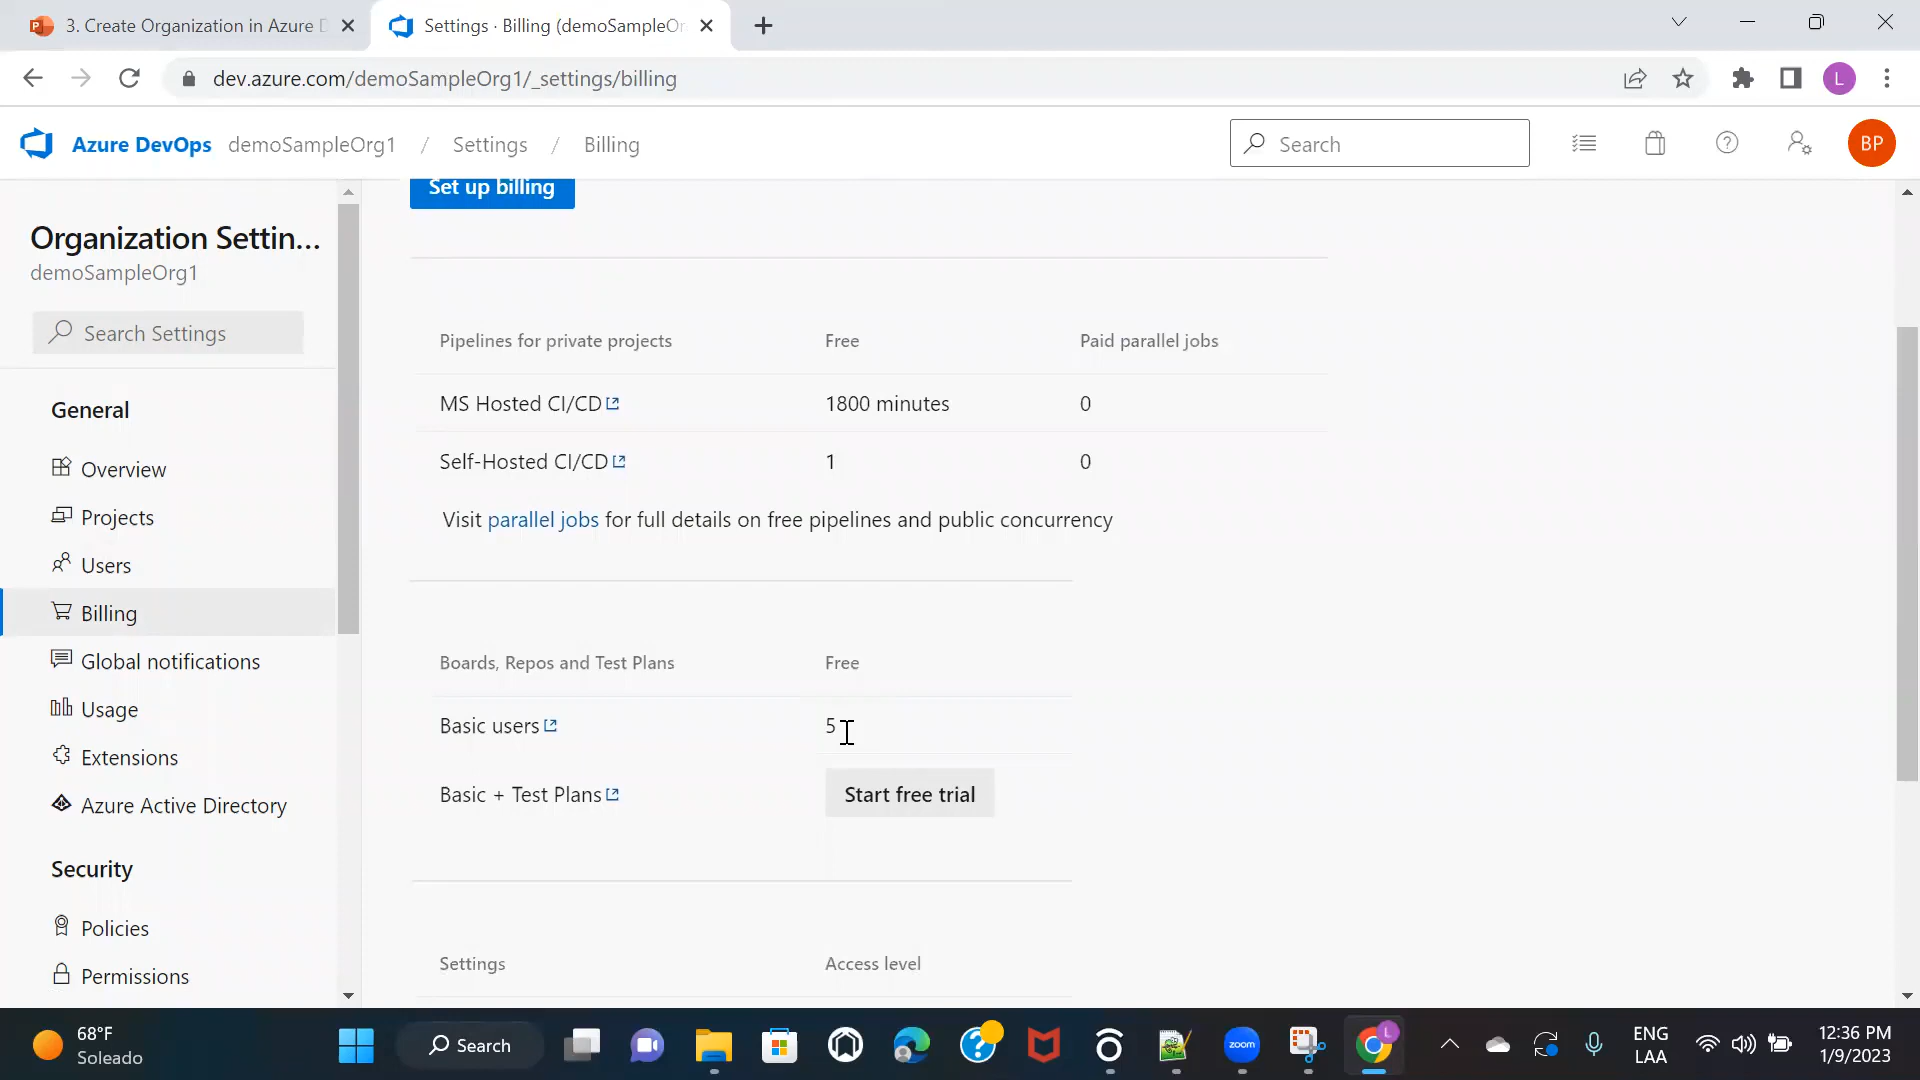 3. Create Organization in Azure D
Settings · Billing (demoSampleOr
dev.azure.com/demoSampleOrg1/_settings/billing
L
Azure DevOps demoSampleOrg1 / Settings / Billing
Search
BP
Organization Settin...
demoSampleOrg1
Search Settings
General
Overview
Projects
Users
Billing
Global notifications
Usage
Extensions
Azure Active Directory
Security
Policies
Permissions
Set up billing
Pipelines for private projects Free Paid parallel jobs
MS Hosted CI/CD 1800 minutes 0
Self-Hosted CI/CD 1 0
Visit parallel jobs for full details on free pipelines and public concurrency
Boards, Repos and Test Plans Free
Basic users 5
Basic + Test Plans Start free trial
Settings Access level
68°F
Soleado
Search
zoom
L
ENG
LAA
12:36 PM
1/9/2023